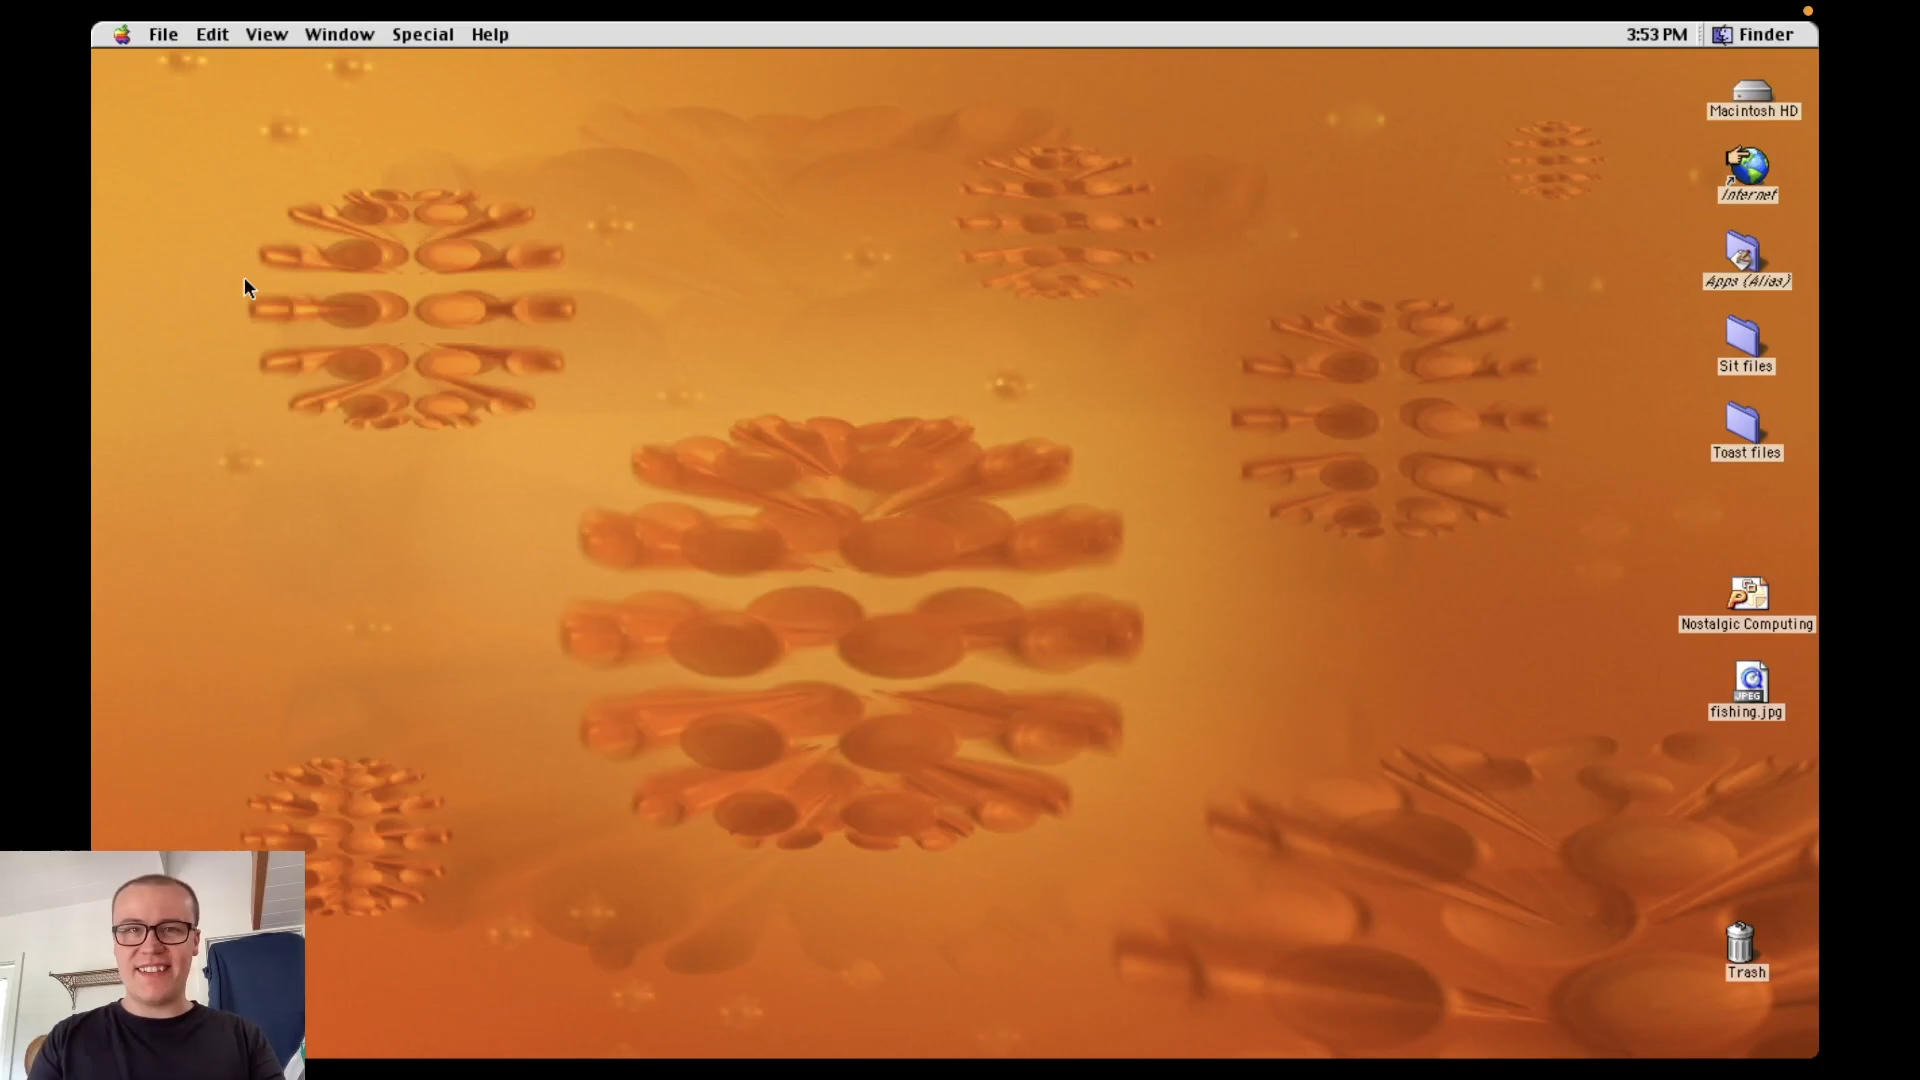 File Edit View Window Special Help 3:53 PM Finder
Macintosh HD
Internet
Apps (Alias)
Sit files
Toast files
Nostalgic Computing
JPEG
fishing.jpg
Trash